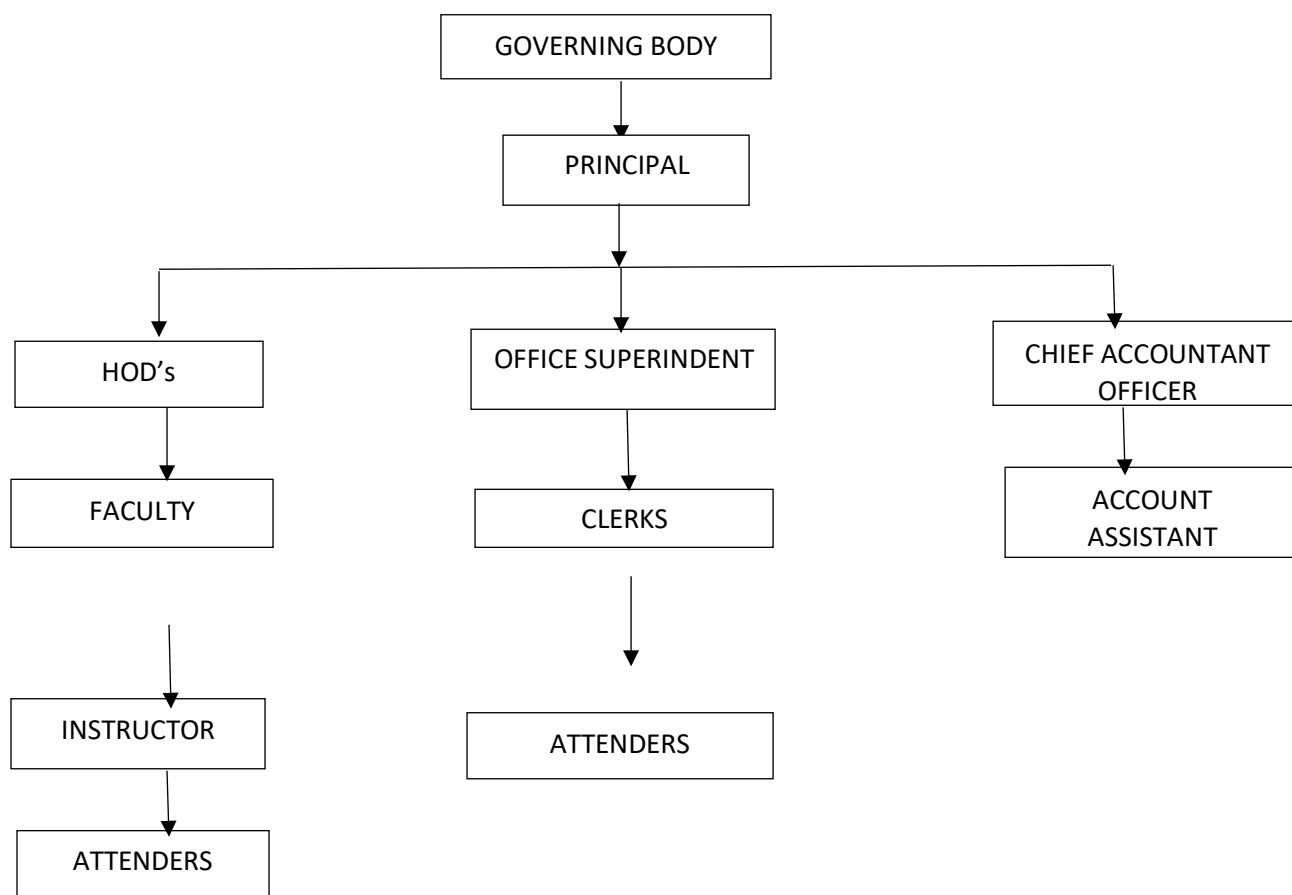 GOVERNING BODY
PRINCIPAL
HOD's
OFFICE SUPERINDENT
CHIEF ACCOUNTANT
OFFICER
FACULTY
CLERKS
ACCOUNT
ASSISTANT
INSTRUCTOR
ATTENDERS
ATTENDERS